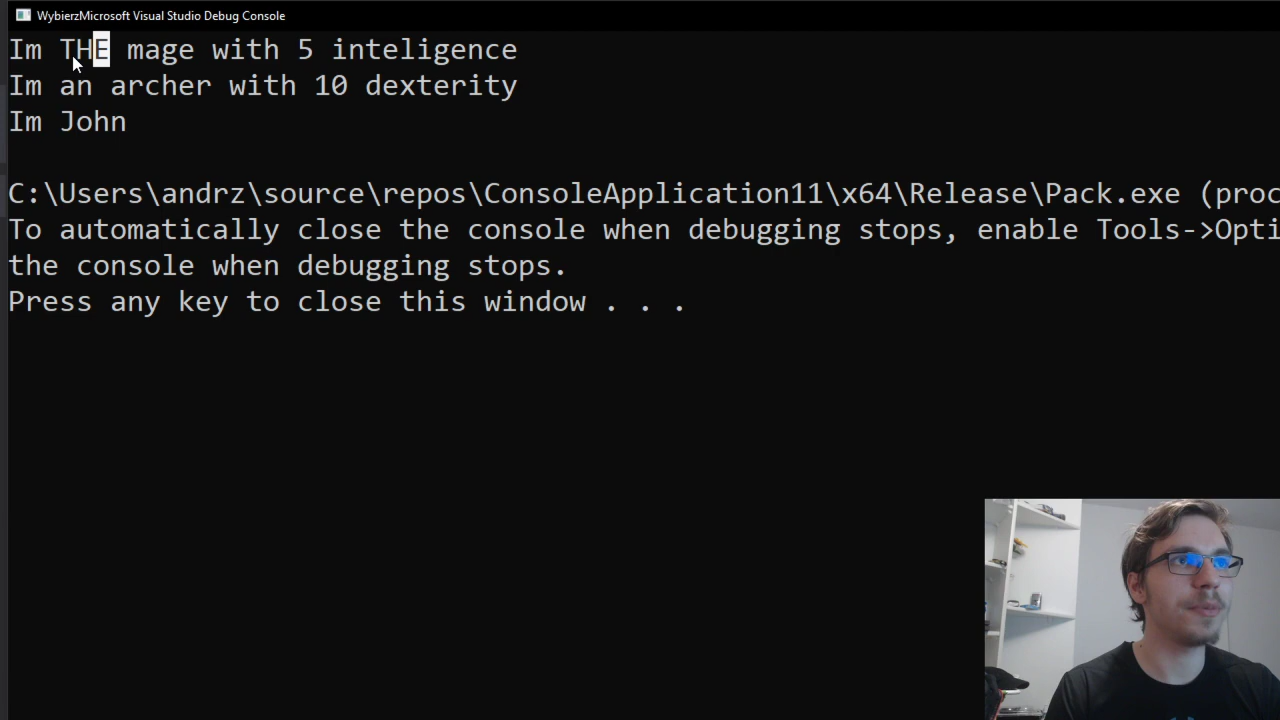 WybierzMicrosoft Visual Studio Debug Console
Im THE mage with 5 inteligence
Im an archer with 10 dexterity
Im John
C:\Users\andrz\source\repos\ConsoleApplication11\x64\Release\Pack.exe (proc
To automatically close the console when debugging stops, enable Tools->Opti
the console when debugging stops.
Press any key to close this window . . .